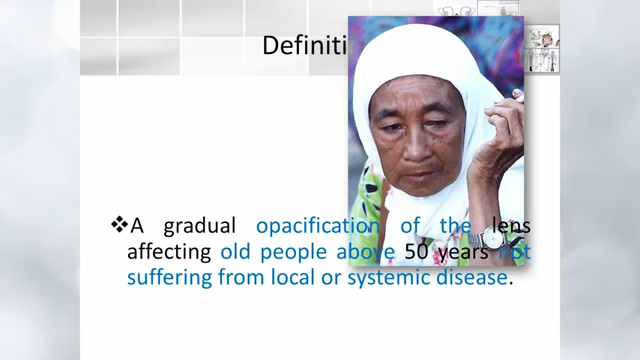 Definiti
❖A gradual opacification of the lens
affecting old people above 50 years not
suffering from local or systemic disease.